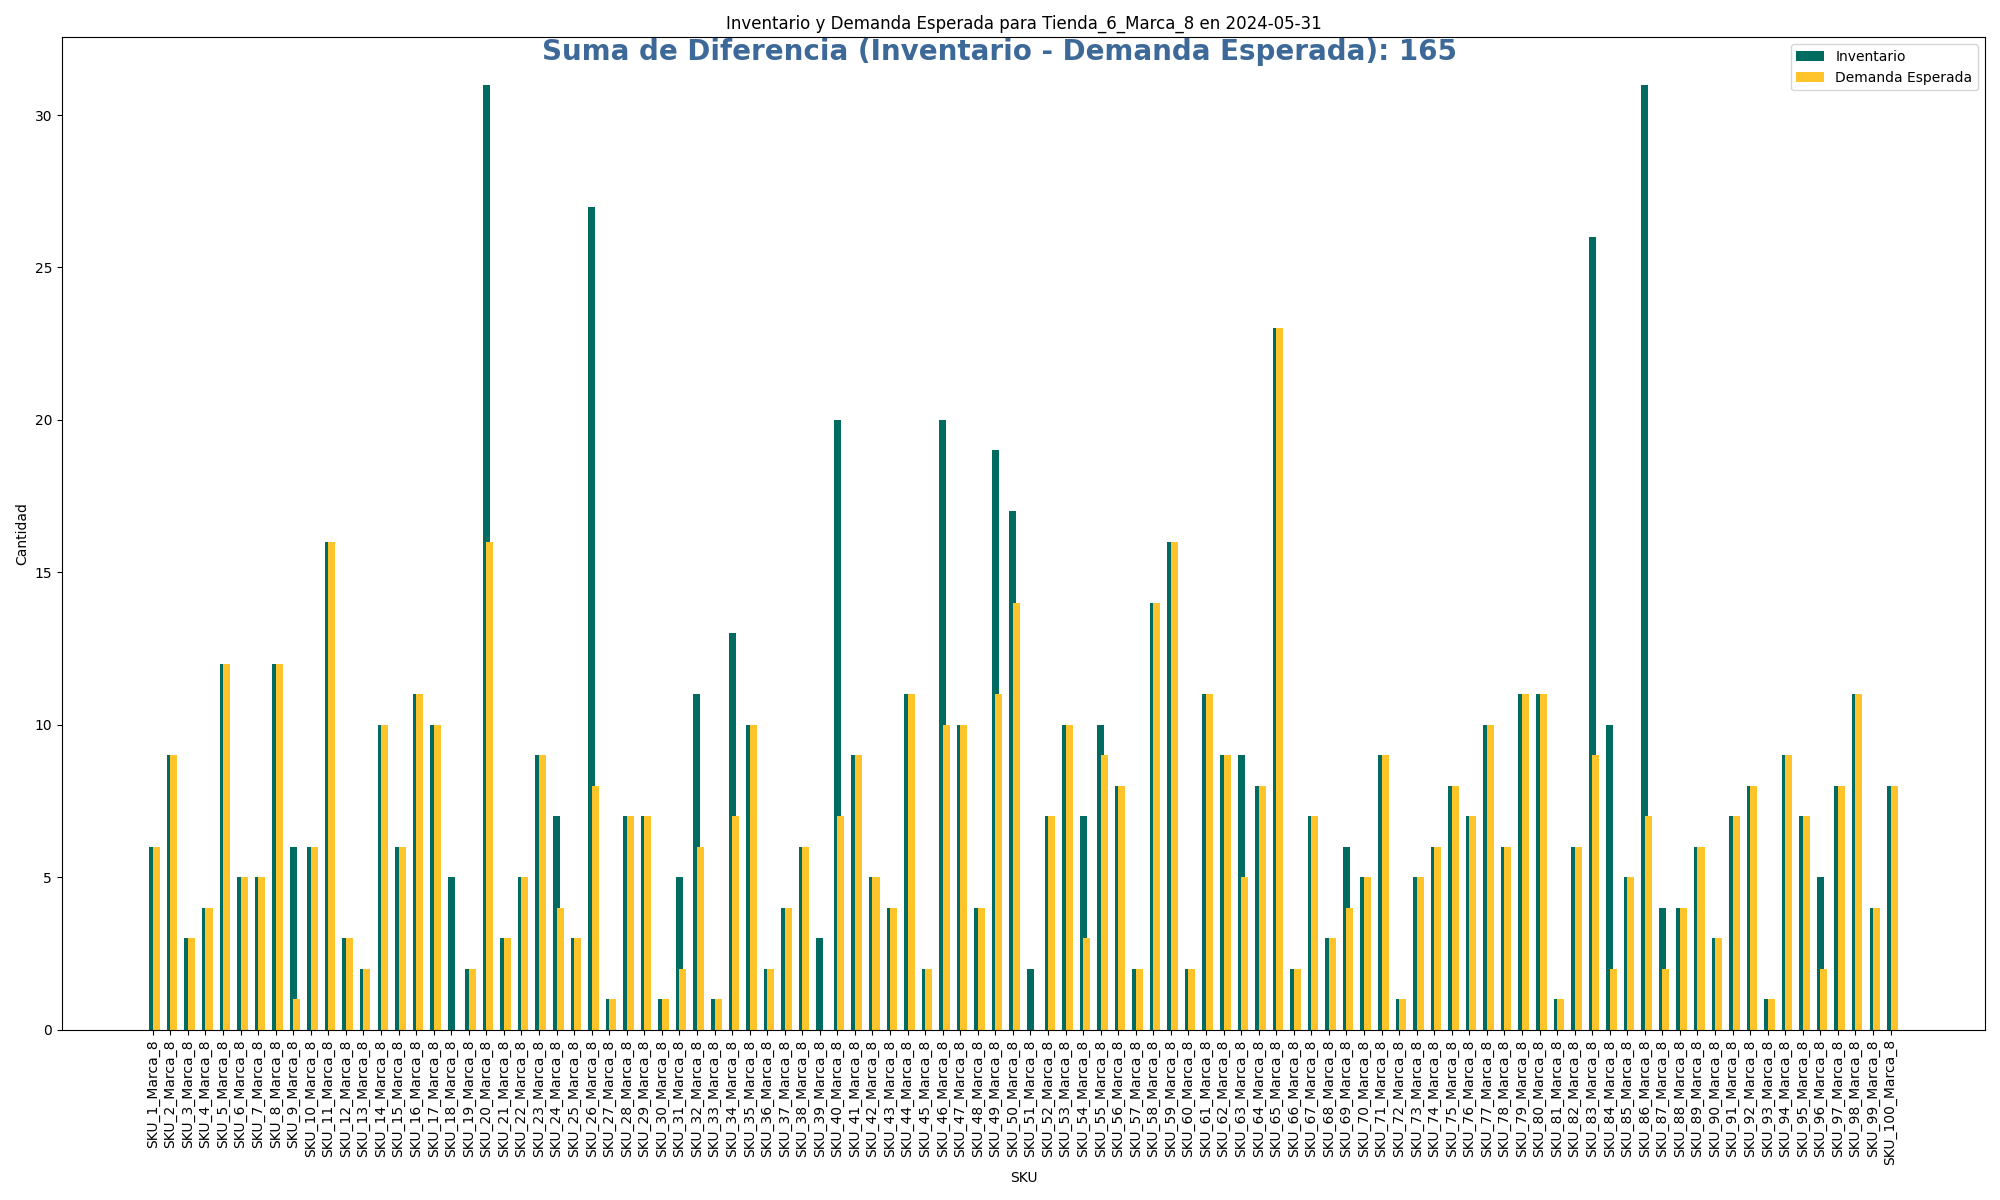 Inventario y Demanda Esperada para Tienda_6_Marca_8 en 2024-05-31
Suma de Diferencia (Inventario - Demanda Esperada): 165
Inventario
Demanda Esperada
30
25
20
15
10
5
0
Cantidad
SKU_1_Marca_8
SKU_2_Marca_8
SKU_3_Marca_8
SKU_4_Marca_8
SKU_5_Marca_8
SKU_6_Marca_8
SKU_7_Marca_8
SKU_8_Marca_8
SKU_9_Marca_8
SKU_10_Marca_8
SKU_11_Marca_8
SKU_12_Marca_8
SKU_13_Marca_8
SKU_14_Marca_8
SKU_15_Marca_8
SKU_16_Marca_8
SKU_17_Marca_8
SKU_18_Marca_8
SKU_19_Marca_8
SKU_20_Marca_8
SKU_21_Marca_8
SKU_22_Marca_8
SKU_23_Marca_8
SKU_24_Marca_8
SKU_25_Marca_8
SKU_26_Marca_8
SKU_27_Marca_8
SKU_28_Marca_8
SKU_29_Marca_8
SKU_30_Marca_8
SKU_31_Marca_8
SKU_32_Marca_8
SKU_33_Marca_8
SKU_34_Marca_8
SKU_35_Marca_8
SKU_36_Marca_8
SKU_37_Marca_8
SKU_38_Marca_8
SKU_39_Marca_8
SKU_40_Marca_8
SKU_41_Marca_8
SKU_42_Marca_8
SKU_43_Marca_8
SKU_44_Marca_8
SKU_45_Marca_8
SKU_46_Marca_8
SKU_47_Marca_8
SKU_48_Marca_8
SKU_49_Marca_8
SKU_50_Marca_8
SKU_51_Marca_8
SKU_52_Marca_8
SKU_53_Marca_8
SKU_54_Marca_8
SKU_55_Marca_8
SKU_56_Marca_8
SKU_57_Marca_8
SKU_58_Marca_8
SKU_59_Marca_8
SKU_60_Marca_8
SKU_61_Marca_8
SKU_62_Marca_8
SKU_63_Marca_8
SKU_64_Marca_8
SKU_65_Marca_8
SKU_66_Marca_8
SKU_67_Marca_8
SKU_68_Marca_8
SKU_69_Marca_8
SKU_70_Marca_8
SKU_71_Marca_8
SKU_72_Marca_8
SKU_73_Marca_8
SKU_74_Marca_8
SKU_75_Marca_8
SKU_76_Marca_8
SKU_77_Marca_8
SKU_78_Marca_8
SKU_79_Marca_8
SKU_80_Marca_8
SKU_81_Marca_8
SKU_82_Marca_8
SKU_83_Marca_8
SKU_84_Marca_8
SKU_85_Marca_8
SKU_86_Marca_8
SKU_87_Marca_8
SKU_88_Marca_8
SKU_89_Marca_8
SKU_90_Marca_8
SKU_91_Marca_8
SKU_92_Marca_8
SKU_93_Marca_8
SKU_94_Marca_8
SKU_95_Marca_8
SKU_96_Marca_8
SKU_97_Marca_8
SKU_98_Marca_8
SKU_99_Marca_8
SKU_100_Marca_8
SKU